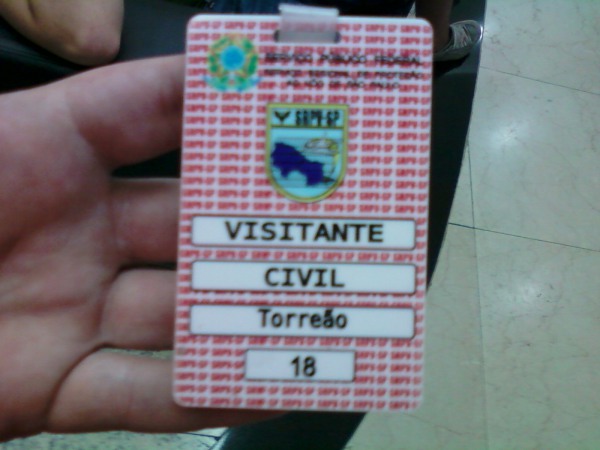 SERVIÇO PÚBLICO FEDERAL
SRPV-SP
VISITANTE
CIVIL
Torreão
18